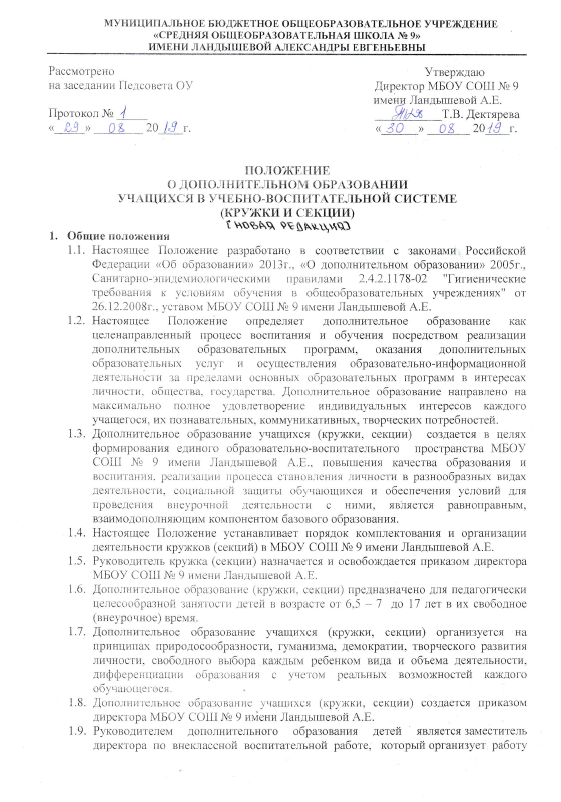 МУНИЦИПАЛЬНОЕ БЮДЖЕТНОЕ ОБЩЕОБРАЗОВАТЕЛЬНОЕ УЧРЕЖДЕНИЕ
«СРЕДНЯЯ ОБЩЕОБРАЗОВАТЕЛЬНАЯ ШКОЛА № 9»
ИМЕНИ ЛАНДЫШЕВОЙ АЛЕКСАНДРЫ ЕВГЕНЬЕВНЫ
Рассмотрено
на заседании Педсовета ОУ
Протокол № 1
« 29 » 08 2019г.
Утверждаю
Директор МБОУ СОШ № 9
имени Ландышевой А.Е.
Т.В. Дектярева
« 30 » 08 2019г.
ПОЛОЖЕНИЕ
О ДОПОЛНИТЕЛЬНОМ ОБРАЗОВАНИИ
УЧАЩИХСЯ В УЧЕБНО-ВОСПИТАТЕЛЬНОЙ СИСТЕМЕ
(КРУЖКИ И СЕКЦИИ)
(НОВАЯ РЕДАКЦИЯ)
1. Общие положения
1.1. Настоящее Положение разработано в соответствии с законами Российской
Федерации «Об образовании» 2013г., «О дополнительном образовании» 2005г.,
Санитарно-эпидемиологическими правилами 2.4.2.1178-02 "Гигиенические
требования к условиям обучения в общеобразовательных учреждениях" от
26.12.2008г., уставом МБОУ СОШ № 9 имени Ландышевой А.Е.
1.2. Настоящее Положение определяет дополнительное образование как
целенаправленный процесс воспитания и обучения посредством реализации
дополнительных образовательных программ, оказания дополнительных
образовательных услуг и осуществления образовательно-информационной
деятельности за пределами основных образовательных программ в интересах
личности, общества, государства. Дополнительное образование направлено на
максимально полное удовлетворение индивидуальных интересов каждого
учащегося, их познавательных, коммуникативных, творческих потребностей.
1.3. Дополнительное образование учащихся (кружки, секции) создается в целях
формирования единого образовательно-воспитательного пространства МБОУ
СОШ № 9 имени Ландышевой А.Е., повышения качества образования и
воспитания, реализации процесса становления личности в разнообразных видах
деятельности, социальной защиты обучающихся и обеспечения условий для
проведения внеурочной деятельности с ними, является равноправным,
взаимодополняющим компонентом базового образования.
1.4. Настоящее Положение устанавливает порядок комплектования и организации
деятельности кружков (секций) в МБОУ СОШ № 9 имени Ландышевой А.Е.
1.5. Руководитель кружка (секции) назначается и освобождается приказом директора
МБОУ СОШ № 9 имени Ландышевой А.Е.
1.6. Дополнительное образование (кружки, секции) предназначено для педагогически
целесообразной занятости детей в возрасте от 6,5 – 7 до 17 лет в их свободное
(внеурочное) время.
1.7. Дополнительное образование учащихся (кружки, секции) организуется на
принципах природосообразности, гуманизма, демократии, творческого развития
личности, свободного выбора каждым ребенком вида и объема деятельности,
дифференциации образования с учетом реальных возможностей каждого
обучающегося.
1.8. Дополнительное образование учащихся (кружки, секции) создается приказом
директора МБОУ СОШ № 9 имени Ландышевой А.Е.
1.9. Руководителем дополнительного образования детей является заместитель
директора по внеклассной воспитательной работе, который организует работу